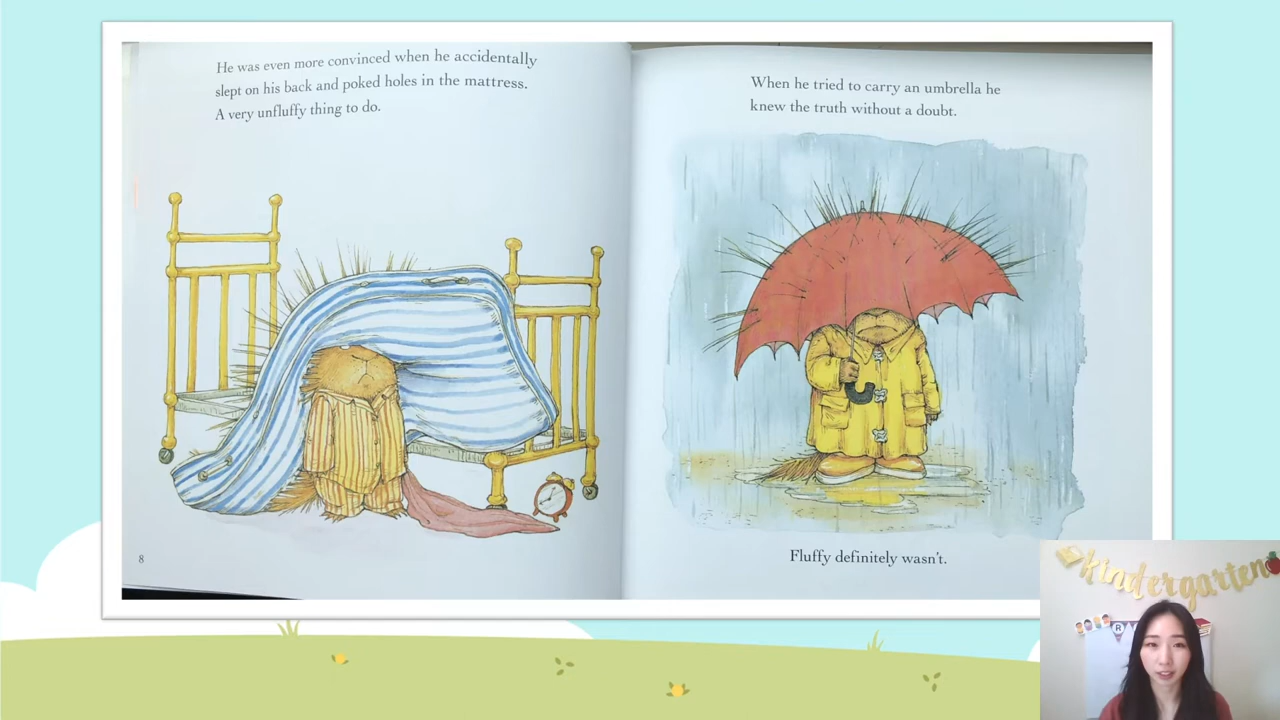 He was even more convinced when he accidentally
slept on his back and poked holes in the mattress.
A very unfluffy thing to do.
8
When he tried to carry an umbrella he
knew the truth without a doubt.
Fluffy definitely wasn't.
kindergarten
R